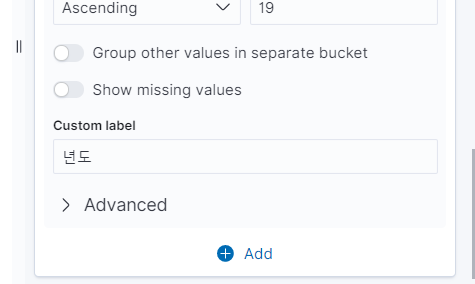 Ascending 19
Group other values in separate bucket
Show missing values
Custom label
년도
Advanced
Add